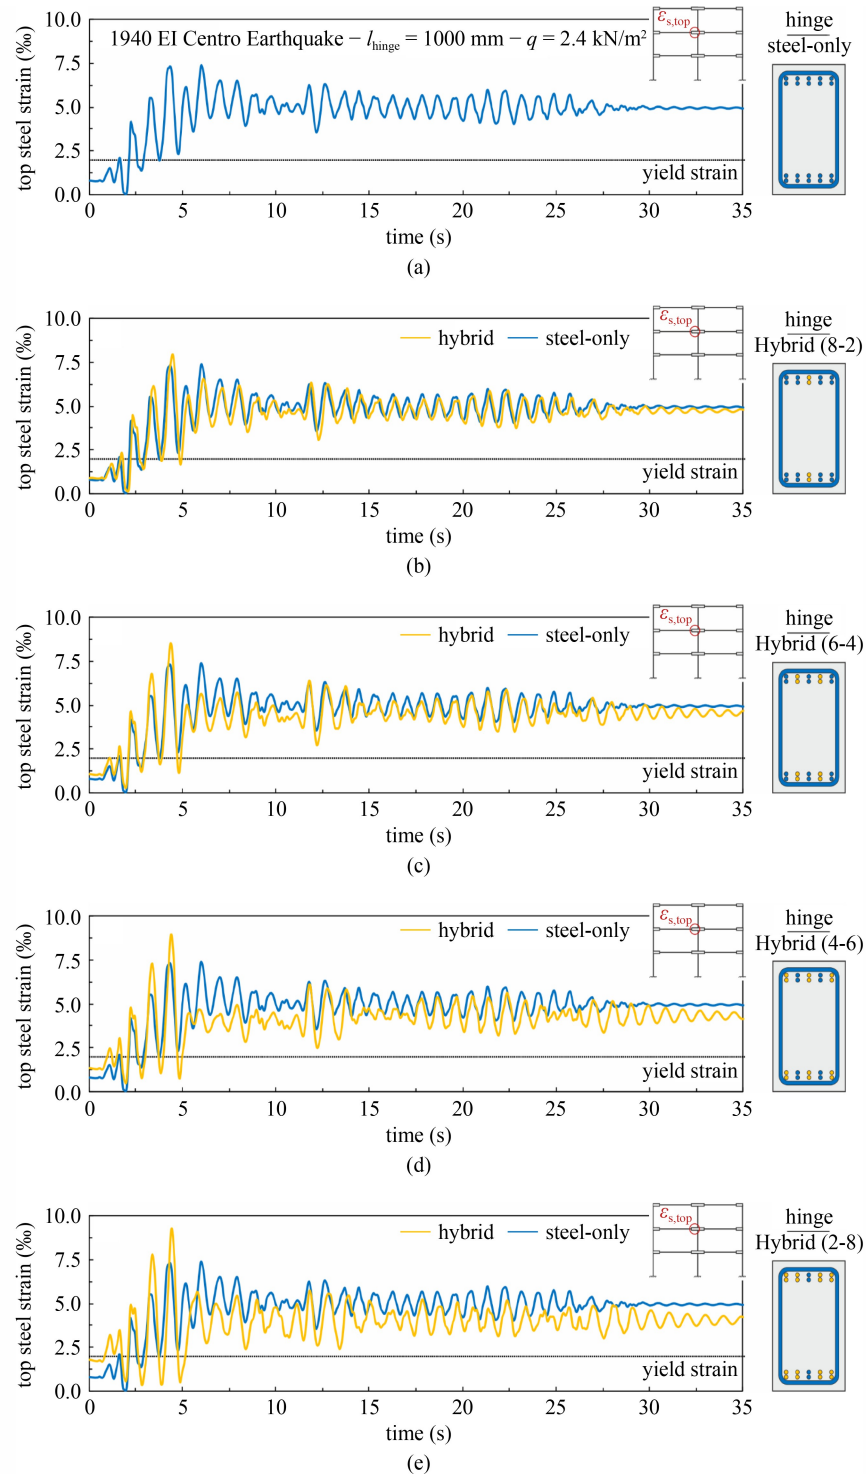 10.0
7.5
5.0
2.5
0.0
top steel strain (‰)
1940 EI Centro Earthquake − lhinge = 1000 mm − q = 2.4 kN/m²
εs,top
hinge
steel-only
yield strain
0 5 10 15 20 25 30 35
time (s)
(a)
10.0
7.5
5.0
2.5
0.0
top steel strain (‰)
hybrid steel-only
εs,top
hinge
Hybrid (8-2)
yield strain
0 5 10 15 20 25 30 35
time (s)
(b)
10.0
7.5
5.0
2.5
0.0
top steel strain (‰)
hybrid steel-only
εs,top
hinge
Hybrid (6-4)
yield strain
0 5 10 15 20 25 30 35
time (s)
(c)
10.0
7.5
5.0
2.5
0.0
top steel strain (‰)
hybrid steel-only
εs,top
hinge
Hybrid (4-6)
yield strain
0 5 10 15 20 25 30 35
time (s)
(d)
10.0
7.5
5.0
2.5
0.0
top steel strain (‰)
hybrid steel-only
εs,top
hinge
Hybrid (2-8)
yield strain
0 5 10 15 20 25 30 35
time (s)
(e)